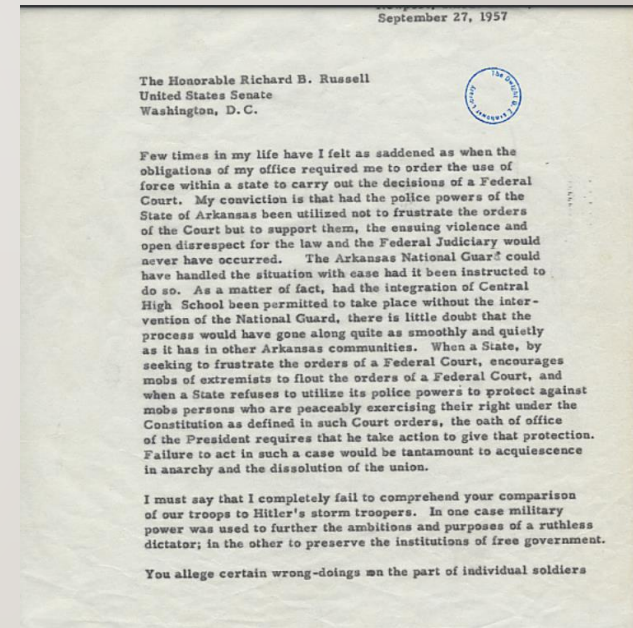 September 27, 1957
The Dwight D. Eisenhower Library
The Honorable Richard B. Russell
United States Senate
Washington, D. C.
Few times in my life have I felt as saddened as when the
obligations of my office required me to order the use of
force within a state to carry out the decisions of a Federal
Court. My conviction is that had the police powers of the
State of Arkansas been utilized not to frustrate the orders
of the Court but to support them, the ensuing violence and
open disrespect for the law and the Federal Judiciary would
never have occurred. The Arkansas National Guard could
have handled the situation with ease had it been instructed to
do so. As a matter of fact, had the integration of Central
High School been permitted to take place without the inter-
vention of the National Guard, there is little doubt that the
process would have gone along quite as smoothly and quietly
as it has in other Arkansas communities. When a State, by
seeking to frustrate the orders of a Federal Court, encourages
mobs of extremists to flout the orders of a Federal Court, and
when a State refuses to utilize its police powers to protect against
mobs persons who are peaceably exercising their right under the
Constitution as defined in such Court orders, the oath of office
of the President requires that he take action to give that protection.
Failure to act in such a case would be tantamount to acquiescence
in anarchy and the dissolution of the union.
I must say that I completely fail to comprehend your comparison
of our troops to Hitler's storm troopers. In one case military
power was used to further the ambitions and purposes of a ruthless
dictator; in the other to preserve the institutions of free government.
You allege certain wrong-doings on the part of individual soldiers